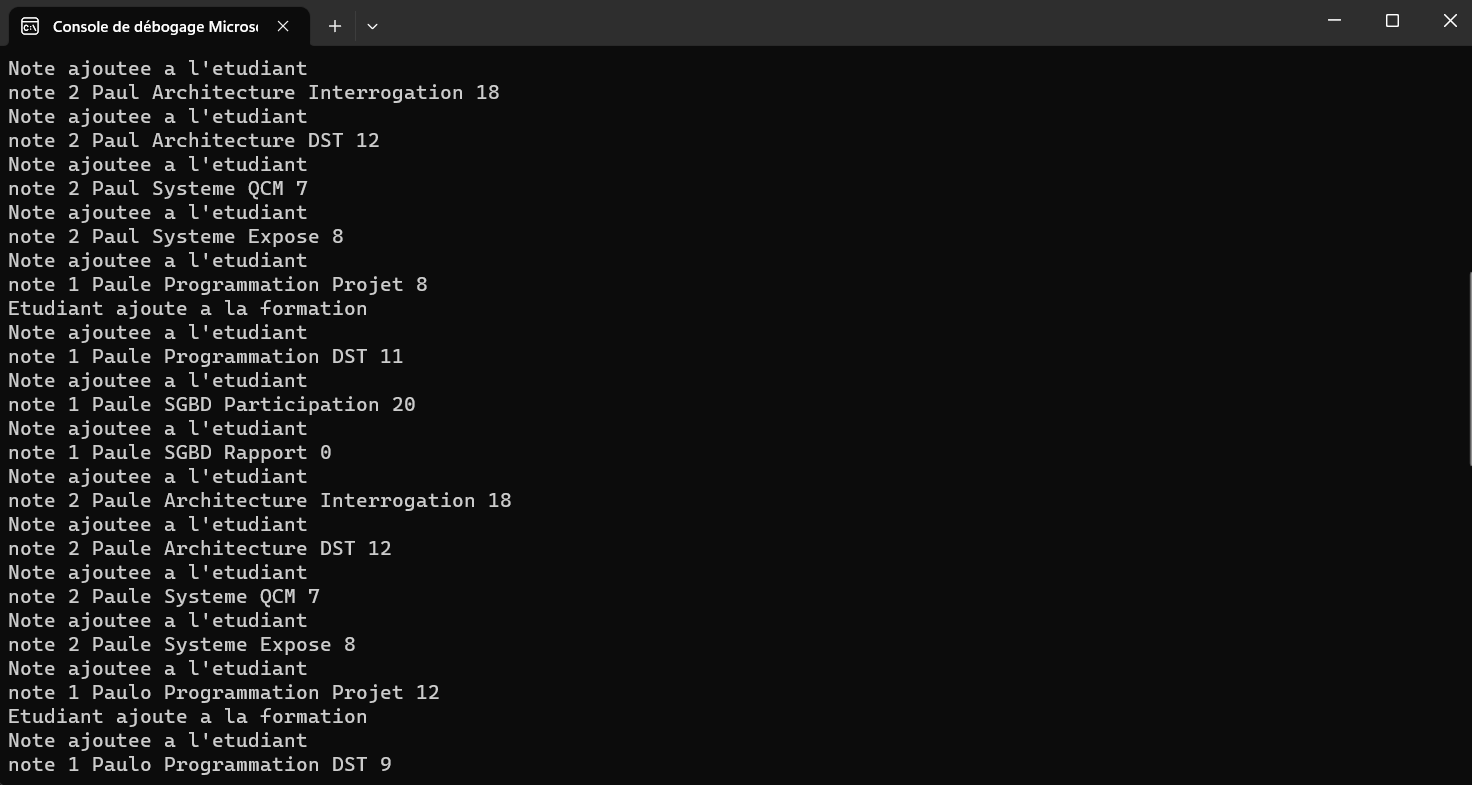 Console de débogage Micros
Note ajoutee a l'etudiant
note 2 Paul Architecture Interrogation 18
Note ajoutee a l'etudiant
note 2 Paul Architecture DST 12
Note ajoutee a l'etudiant
note 2 Paul Systeme QCM 7
Note ajoutee a l'etudiant
note 2 Paul Systeme Expose 8
Note ajoutee a l'etudiant
note 1 Paule Programmation Projet 8
Etudiant ajoute a la formation
Note ajoutee a l'etudiant
note 1 Paule Programmation DST 11
Note ajoutee a l'etudiant
note 1 Paule SGBD Participation 20
Note ajoutee a l'etudiant
note 1 Paule SGBD Rapport 0
Note ajoutee a l'etudiant
note 2 Paule Architecture Interrogation 18
Note ajoutee a l'etudiant
note 2 Paule Architecture DST 12
Note ajoutee a l'etudiant
note 2 Paule Systeme QCM 7
Note ajoutee a l'etudiant
note 2 Paule Systeme Expose 8
Note ajoutee a l'etudiant
note 1 Paulo Programmation Projet 12
Etudiant ajoute a la formation
Note ajoutee a l'etudiant
note 1 Paulo Programmation DST 9